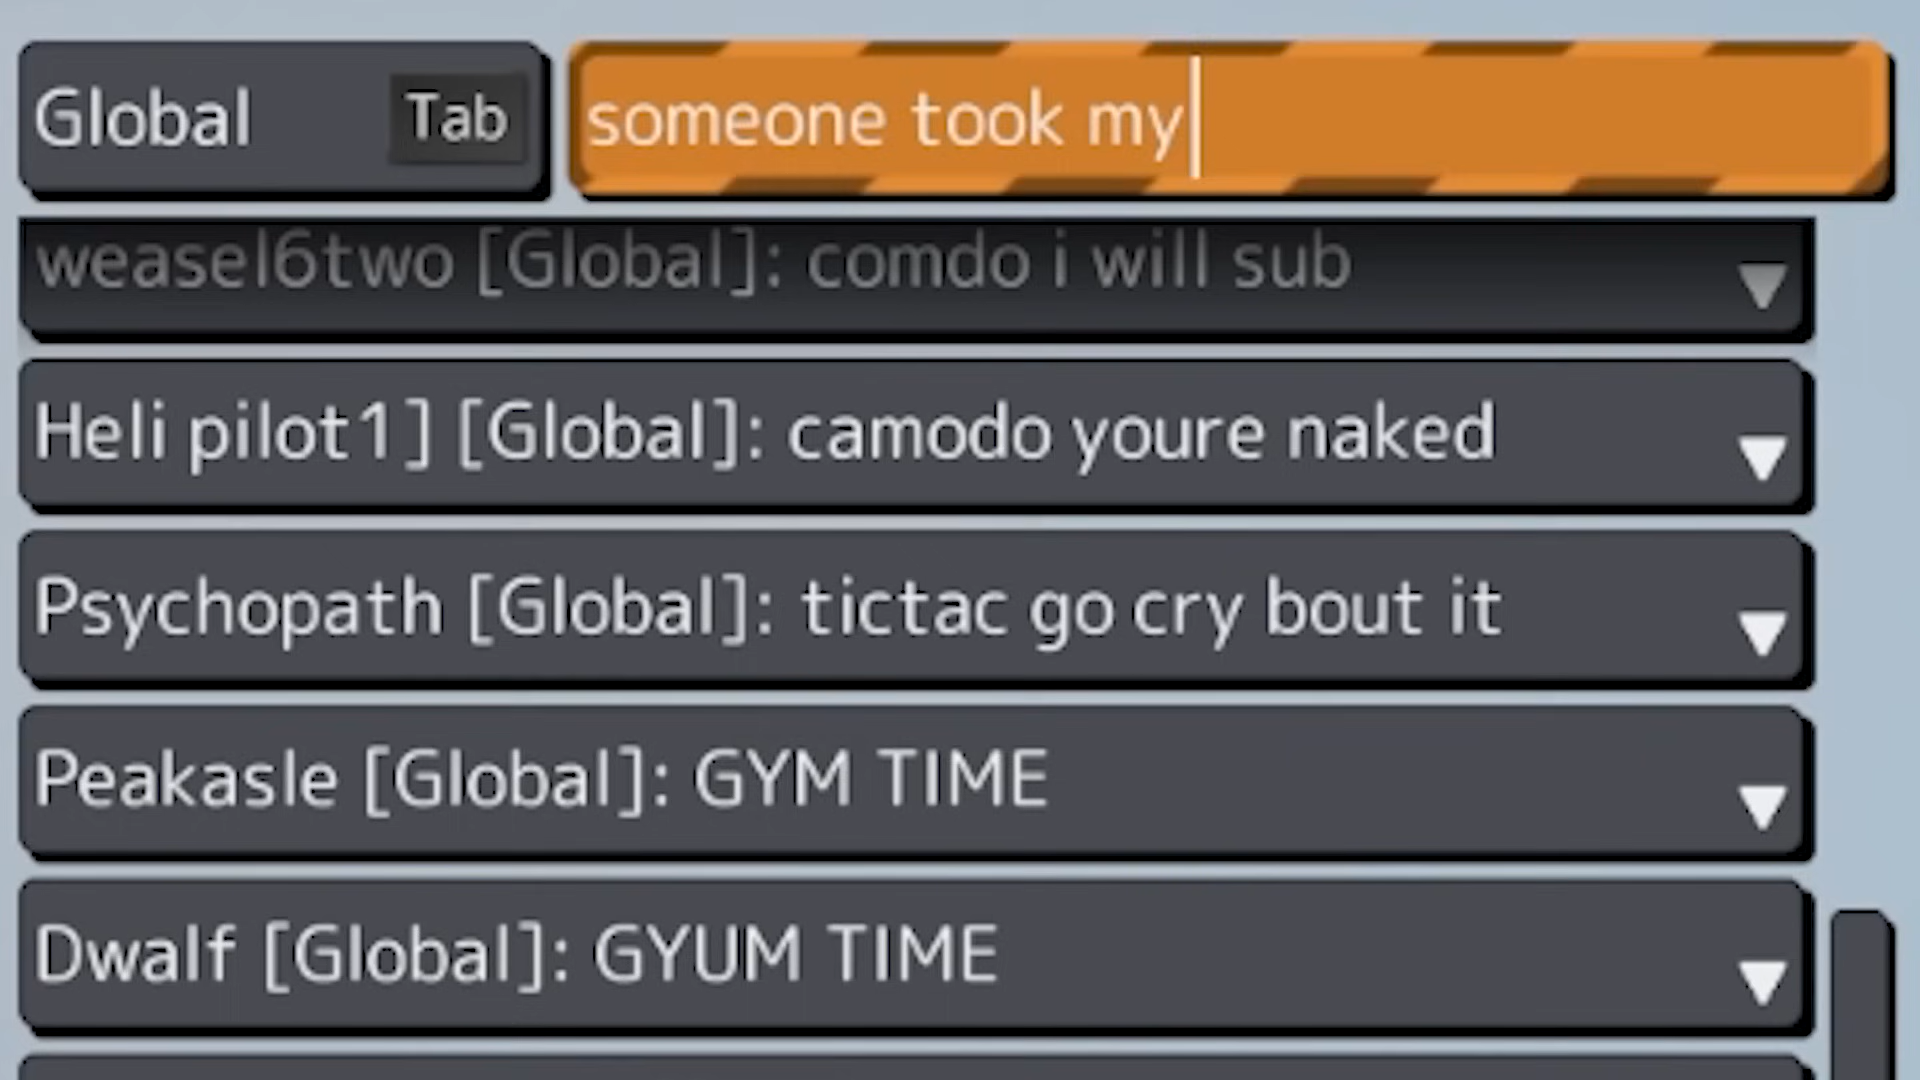 Global Tab someone took my
weasel6two [Global]: comdo i will sub
Heli pilot1] [Global]: camodo youre naked
Psychopath [Global]: tictac go cry bout it
Peakasle [Global]: GYM TIME
Dwalf [Global]: GYUM TIME